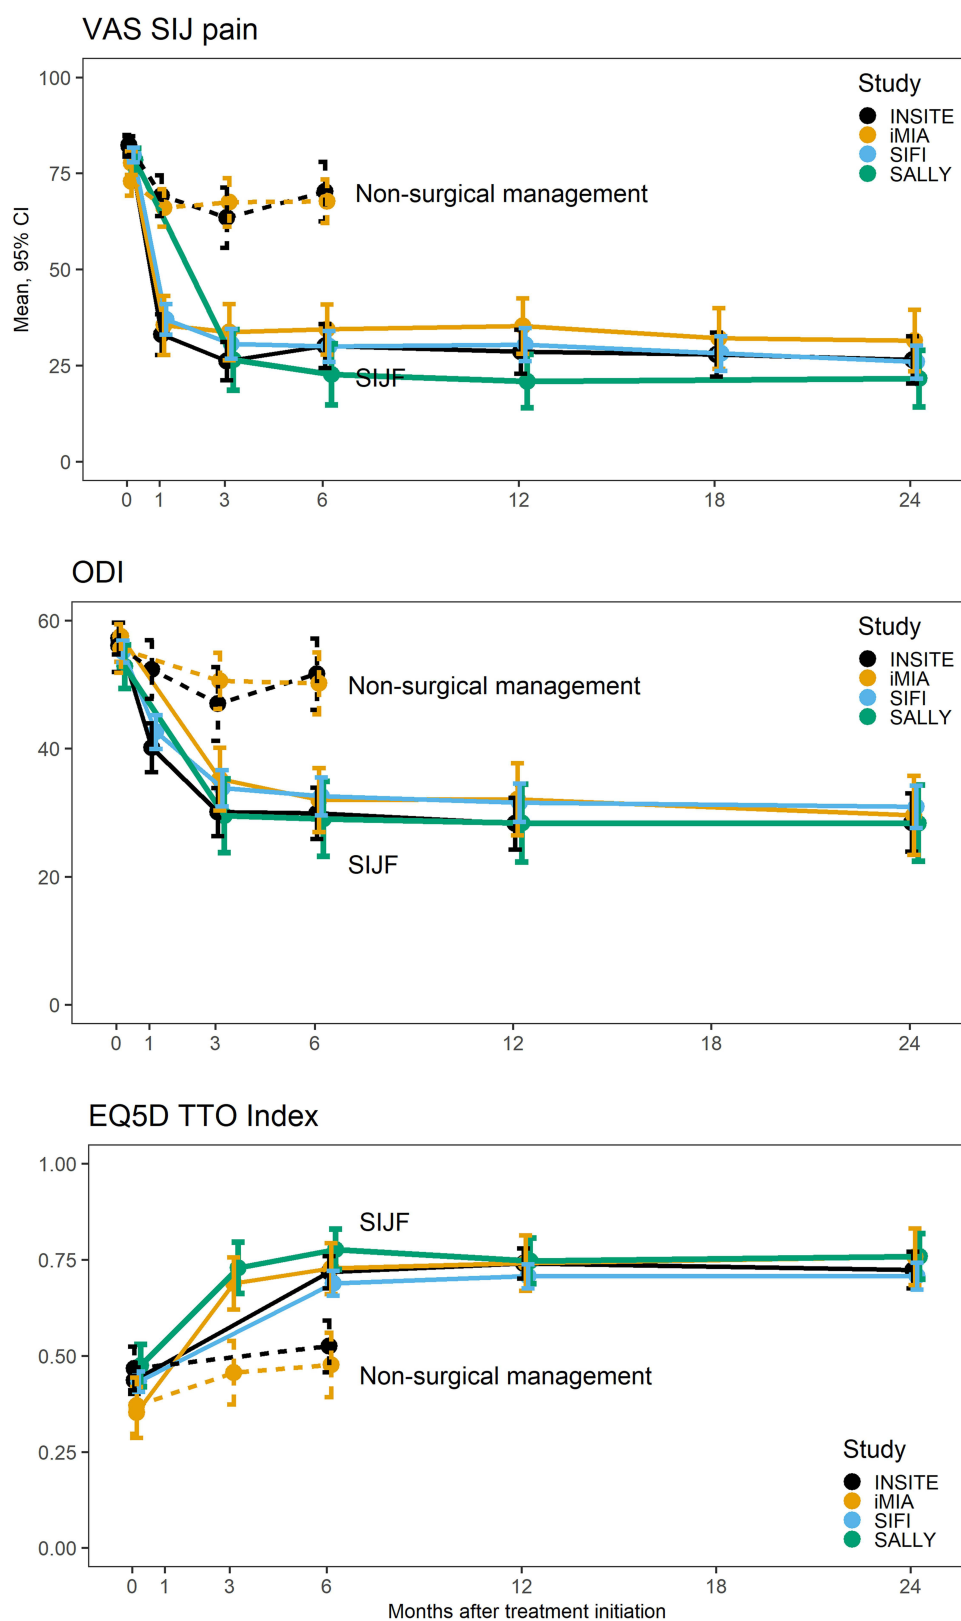 VAS SIJ pain
Mean, 95% CI
100
75
50
25
0
Study
INSITE
iMIA
SIFI
SALLY
Non-surgical management
SIJF
0 1 3 6 12 18 24
ODI
60
40
20
0
Study
INSITE
iMIA
SIFI
SALLY
Non-surgical management
SIJF
0 1 3 6 12 18 24
EQ5D TTO Index
1.00
0.75
0.50
0.25
0.00
SIJF
Non-surgical management
Study
INSITE
iMIA
SIFI
SALLY
0 1 3 6 12 18 24
Months after treatment initiation